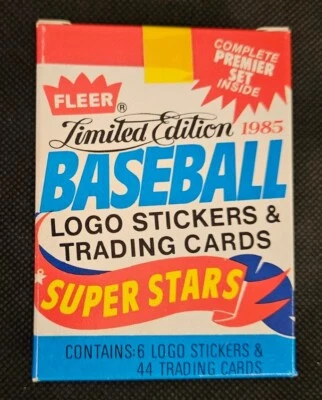 COMPLETE
PREMIER
SET
INSIDE
FLEER®
Limited Edition 1985
BASEBALL
LOGO STICKERS &
TRADING CARDS
SUPER STARS
CONTAINS:6 LOGO STICKERS &
44 TRADING CARDS